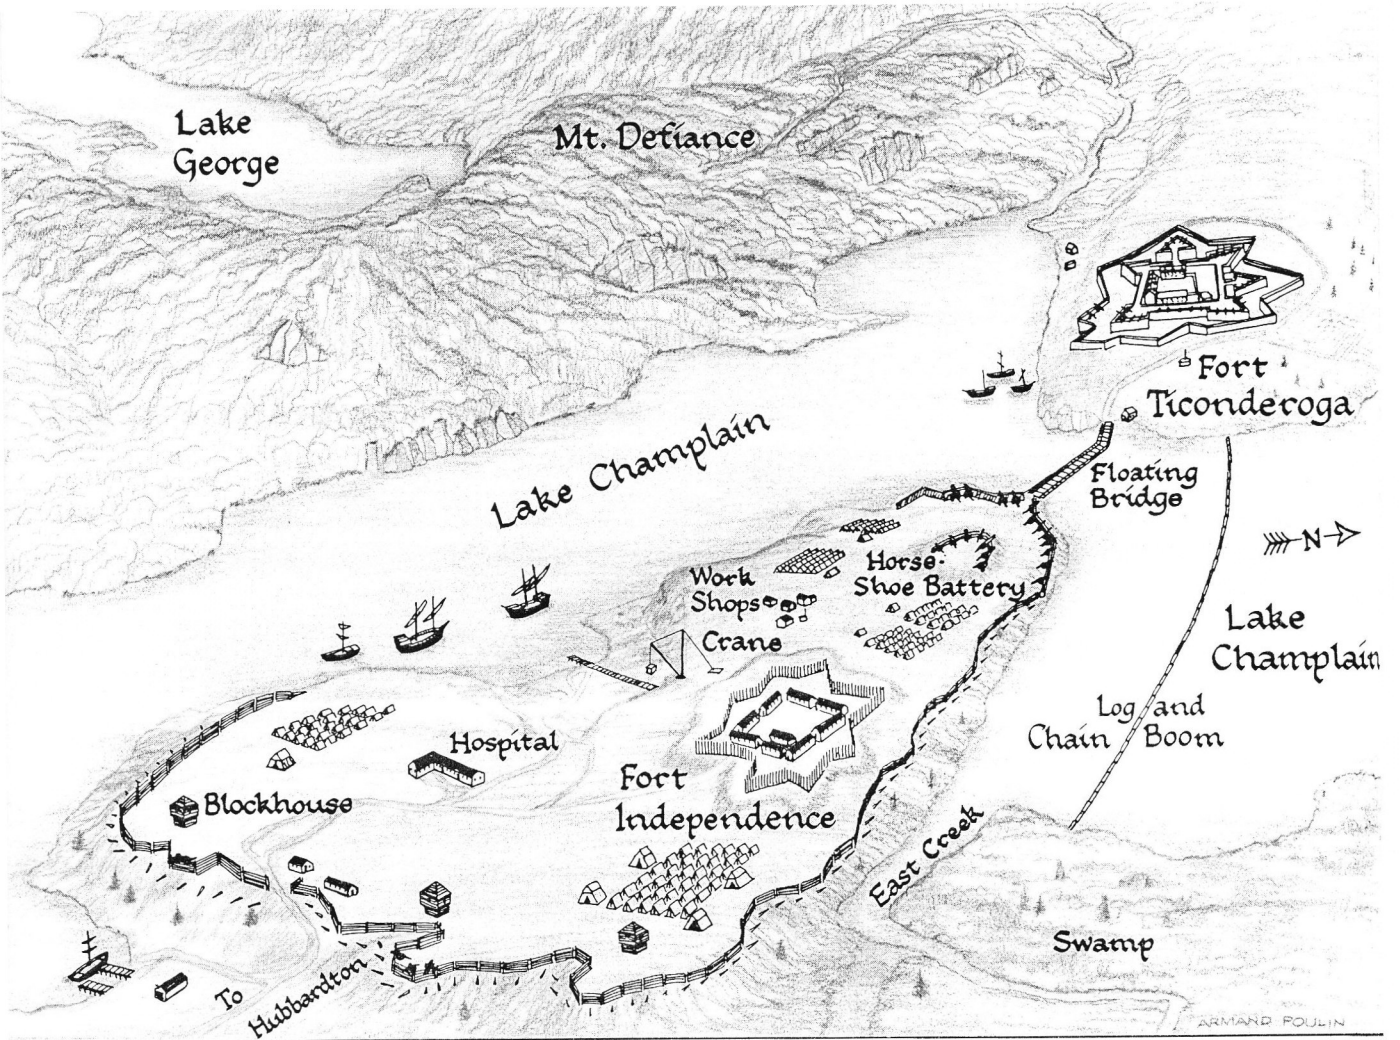 Lake
George
Mt. Defiance
Fort
Ticonderoga
Lake Champlain
Floating
Bridge
N
Horse-
Shoe Battery
Work
Shops
Crane
Lake
Champlain
Log and
Chain Boom
Hospital
Fort
Independence
Blockhouse
East Creek
Swamp
To
Hubbardton
ARMAND POULIN